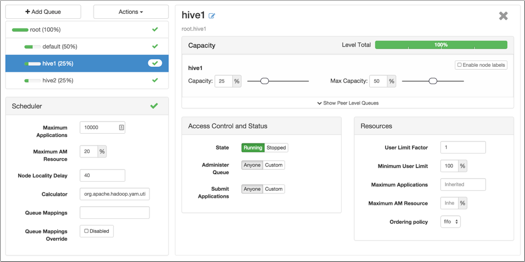 + Add Queue
Actions
root (100%)
default (50%)
hive1 (25%)
hive2 (25%)
Scheduler
Maximum Applications
10000
Maximum AM Resource
20 %
Node Locality Delay
40
Calculator
org.apache.hadoop.yarn.uti
Queue Mappings
Queue Mappings Override
Disabled
hive1
root.hive1
Capacity
Level Total
100%
hive1
Enable node labels
Capacity: 25 %
Max Capacity: 50 %
Show Peer Level Queues
Access Control and Status
State
Running Stopped
Administer Queue
Anyone Custom
Submit Applications
Anyone Custom
Resources
User Limit Factor
1
Minimum User Limit
100 %
Maximum Applications
Inherited
Maximum AM Resource
Inhe %
Ordering policy
fifo